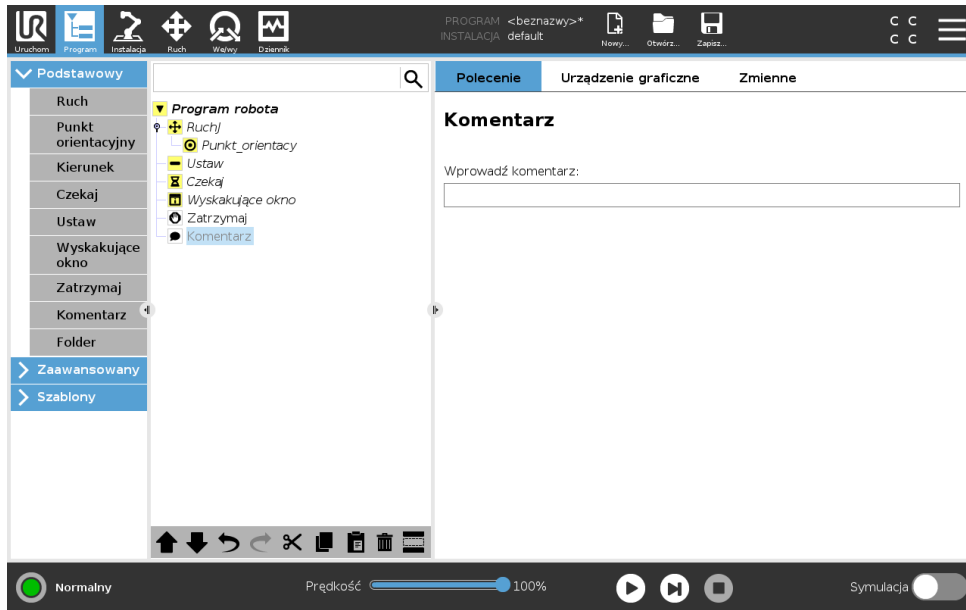 UR
PROGRAM <beznazwy>*
INSTALACJA default
C C
C C
Uruchom
Program
Instalacja
Ruch
We/wy
Dziennik
Nowy...
Otwórz...
Zapisz...
Podstawowy
Ruch
Punkt
orientacyjny
Kierunek
Czekaj
Ustaw
Wyskakujące
okno
Zatrzymaj
Komentarz
Folder
Zaawansowany
Szablony
Program robota
RuchJ
Punkt_orientacy
Ustaw
Czekaj
Wyskakujące okno
Zatrzymaj
Komentarz
Polecenie
Urządzenie graficzne
Zmienne
Komentarz
Wprowadź komentarz:
Normalny
Prędkość
100%
Symulacja